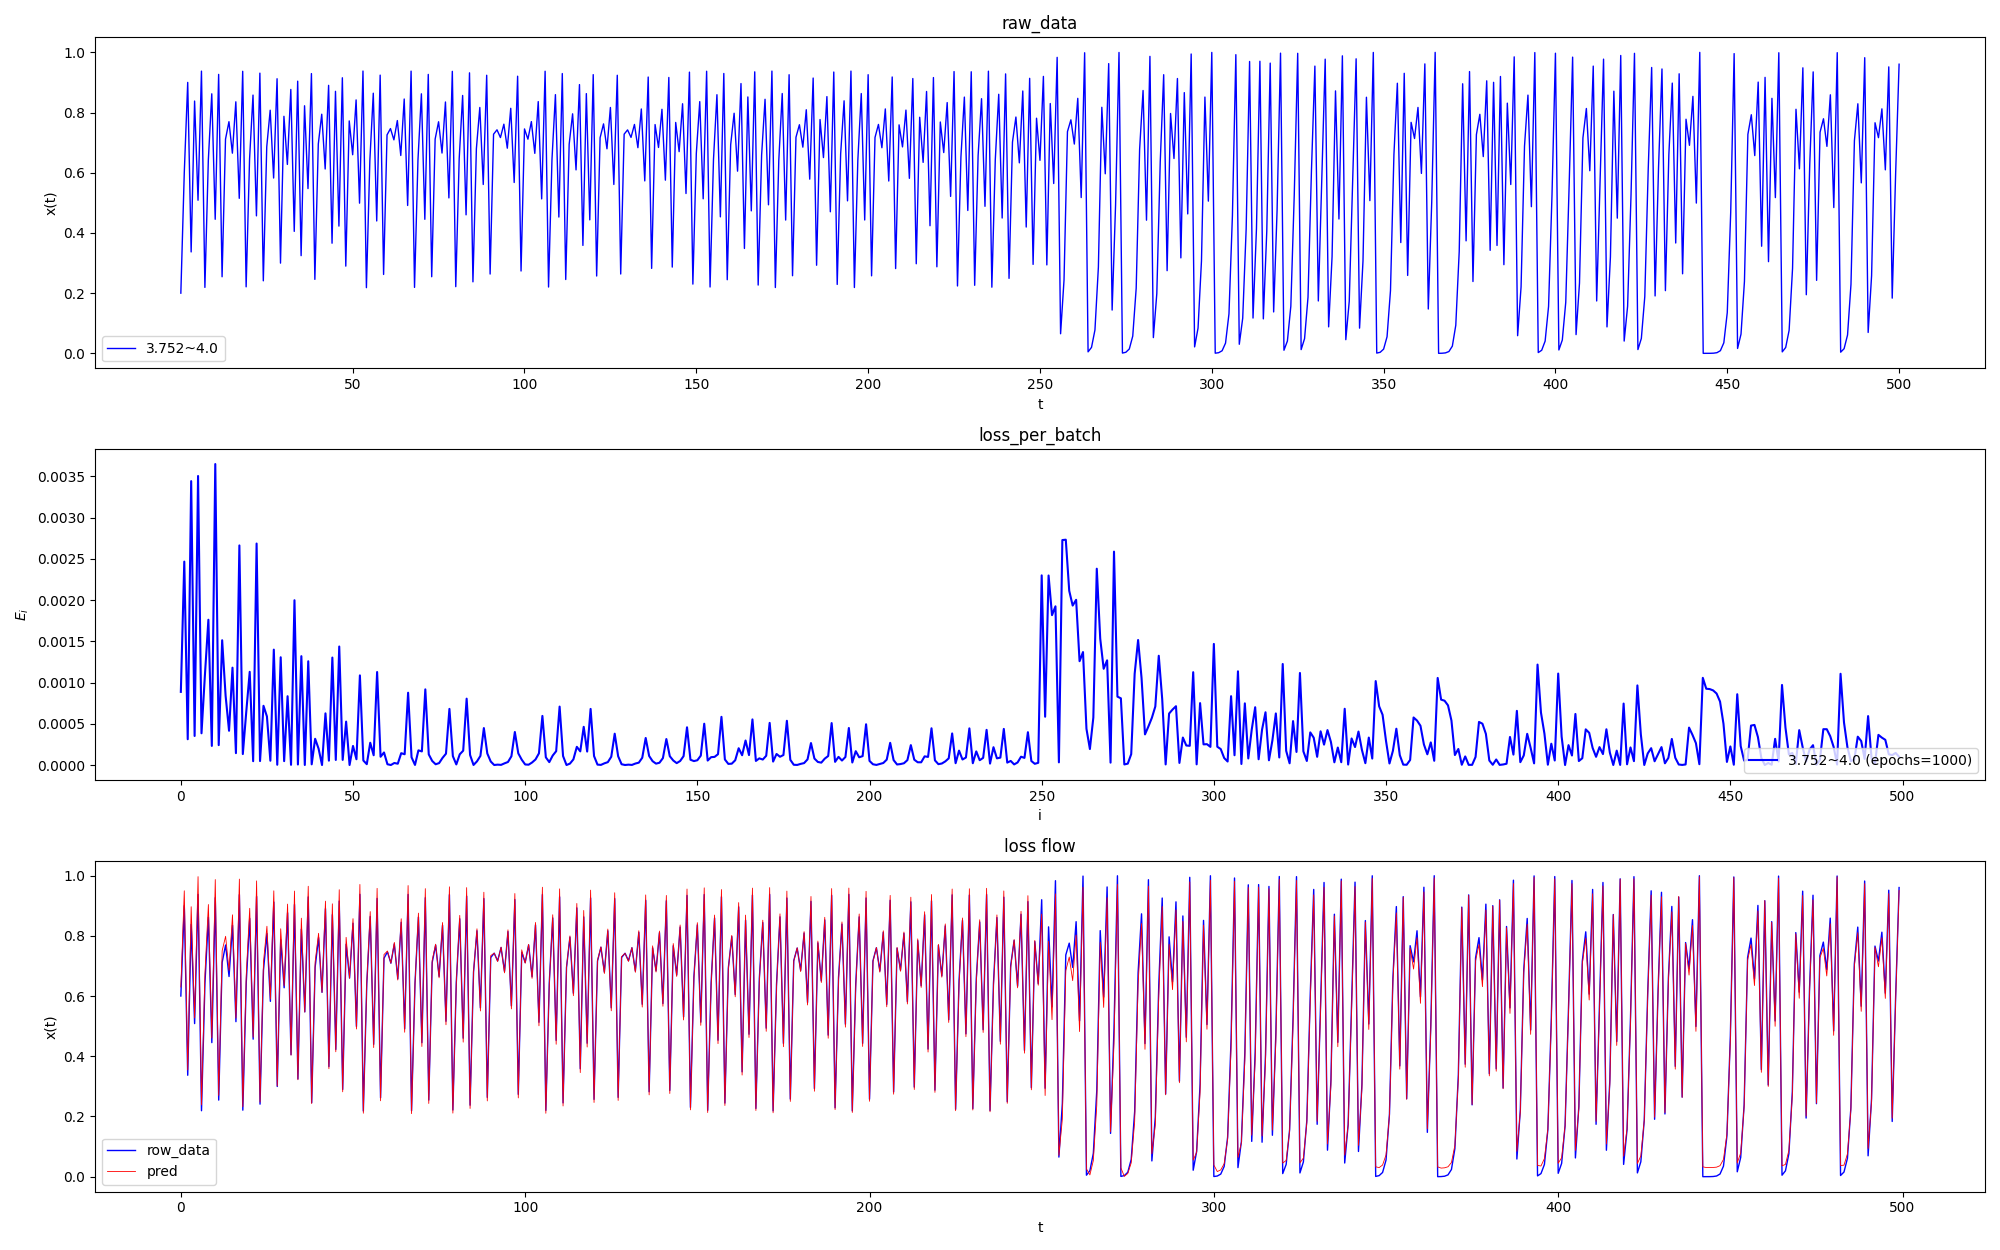 raw_data
1.0
0.8
0.6
0.4
0.2
0.0
x(t)
3.752~4.0
50 100 150 200 250 300 350 400 450 500
t
loss_per_batch
0.0035
0.0030
0.0025
0.0020
0.0015
0.0010
0.0005
0.0000
E_i
3.752~4.0 (epochs=1000)
0 50 100 150 200 250 300 350 400 450 500
i
loss flow
1.0
0.8
0.6
0.4
0.2
0.0
x(t)
row_data
pred
0 100 200 300 400 500
t